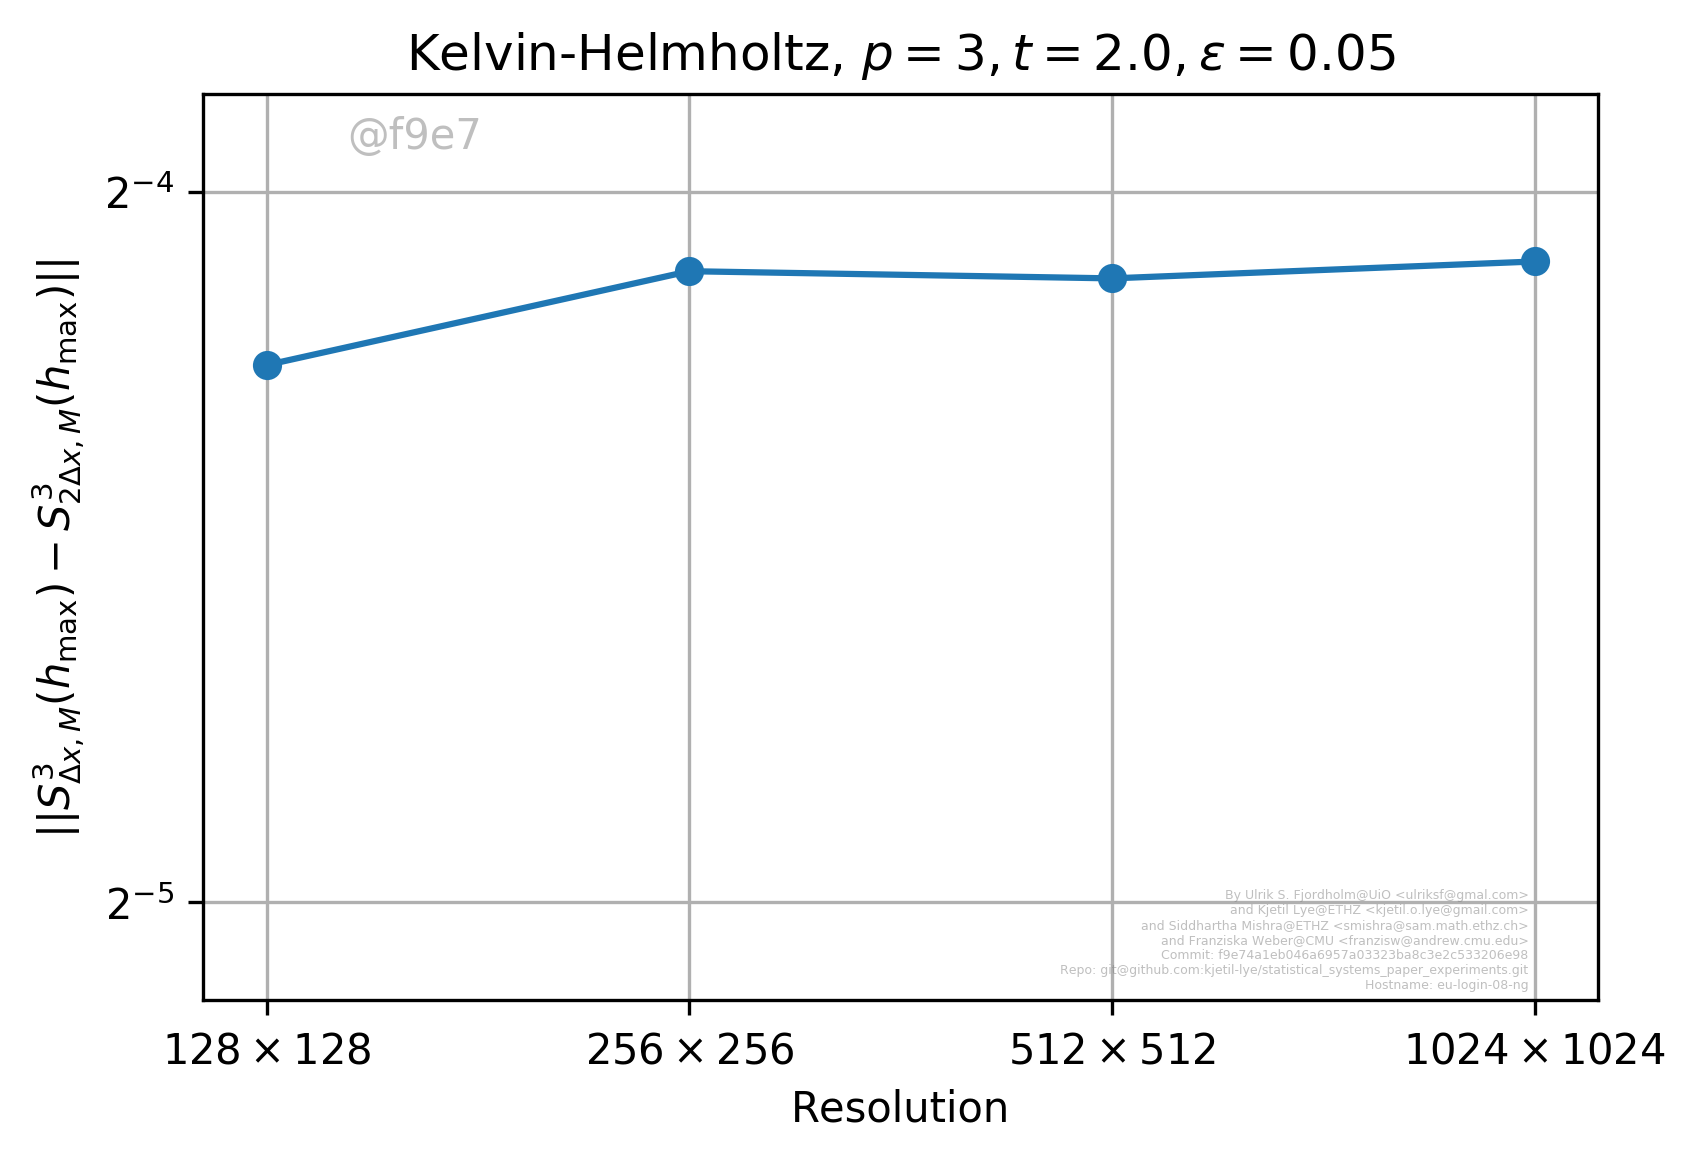 Kelvin-Helmholtz, p = 3, t = 2.0, ε = 0.05
@f9e7
2⁻⁴
||S³_{Δx, M}(h_max) − S³_{2Δx, M}(h_max)||
2⁻⁵
By Ulrik S. Fjordholm@UiO <ulriksf@gmal.com>
and Kjetil Lye@ETHZ <kjetil.o.lye@gmail.com>
and Siddhartha Mishra@ETHZ <smishra@sam.math.ethz.ch>
and Franziska Weber@CMU <franzisw@andrew.cmu.edu>
Commit: f9e74a1eb046a6957a03323ba8c3e2c533206e98
Repo: git@github.com:kjetil-lye/statistical_systems_paper_experiments.git
Hostname: eu-login-08-ng
128 × 128 256 × 256 512 × 512 1024 × 1024
Resolution